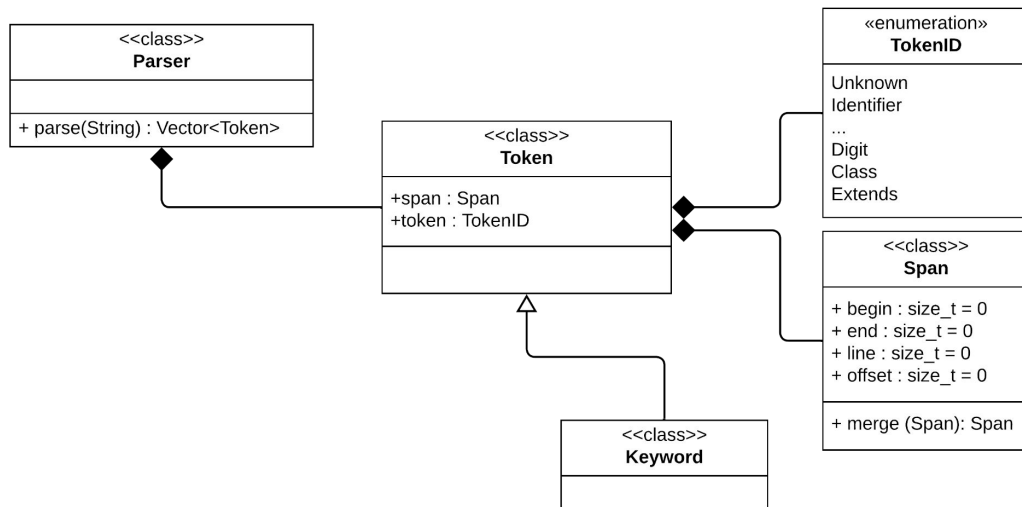 <<class>>
Parser
+ parse(String) : Vector<Token>
<<class>>
Token
+span : Span
+token : TokenID
«enumeration»
TokenID
Unknown
Identifier
...
Digit
Class
Extends
<<class>>
Span
+ begin : size_t = 0
+ end : size_t = 0
+ line : size_t = 0
+ offset : size_t = 0
+ merge (Span): Span
<<class>>
Keyword